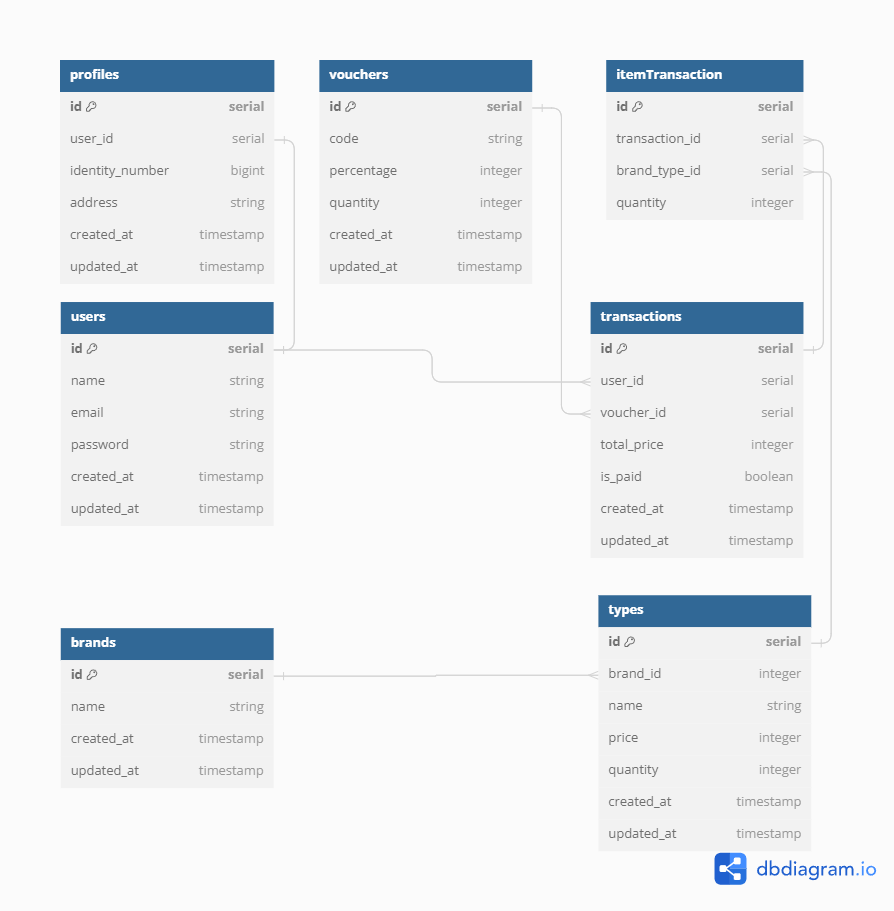 profiles
id serial
user_id serial
identity_number bigint
address string
created_at timestamp
updated_at timestamp
vouchers
id serial
code string
percentage integer
quantity integer
created_at timestamp
updated_at timestamp
itemTransaction
id serial
transaction_id serial
brand_type_id serial
quantity integer
users
id serial
name string
email string
password string
created_at timestamp
updated_at timestamp
transactions
id serial
user_id serial
voucher_id serial
total_price integer
is_paid boolean
created_at timestamp
updated_at timestamp
brands
id serial
name string
created_at timestamp
updated_at timestamp
types
id serial
brand_id integer
name string
price integer
quantity integer
created_at timestamp
updated_at timestamp
dbdiagram.io